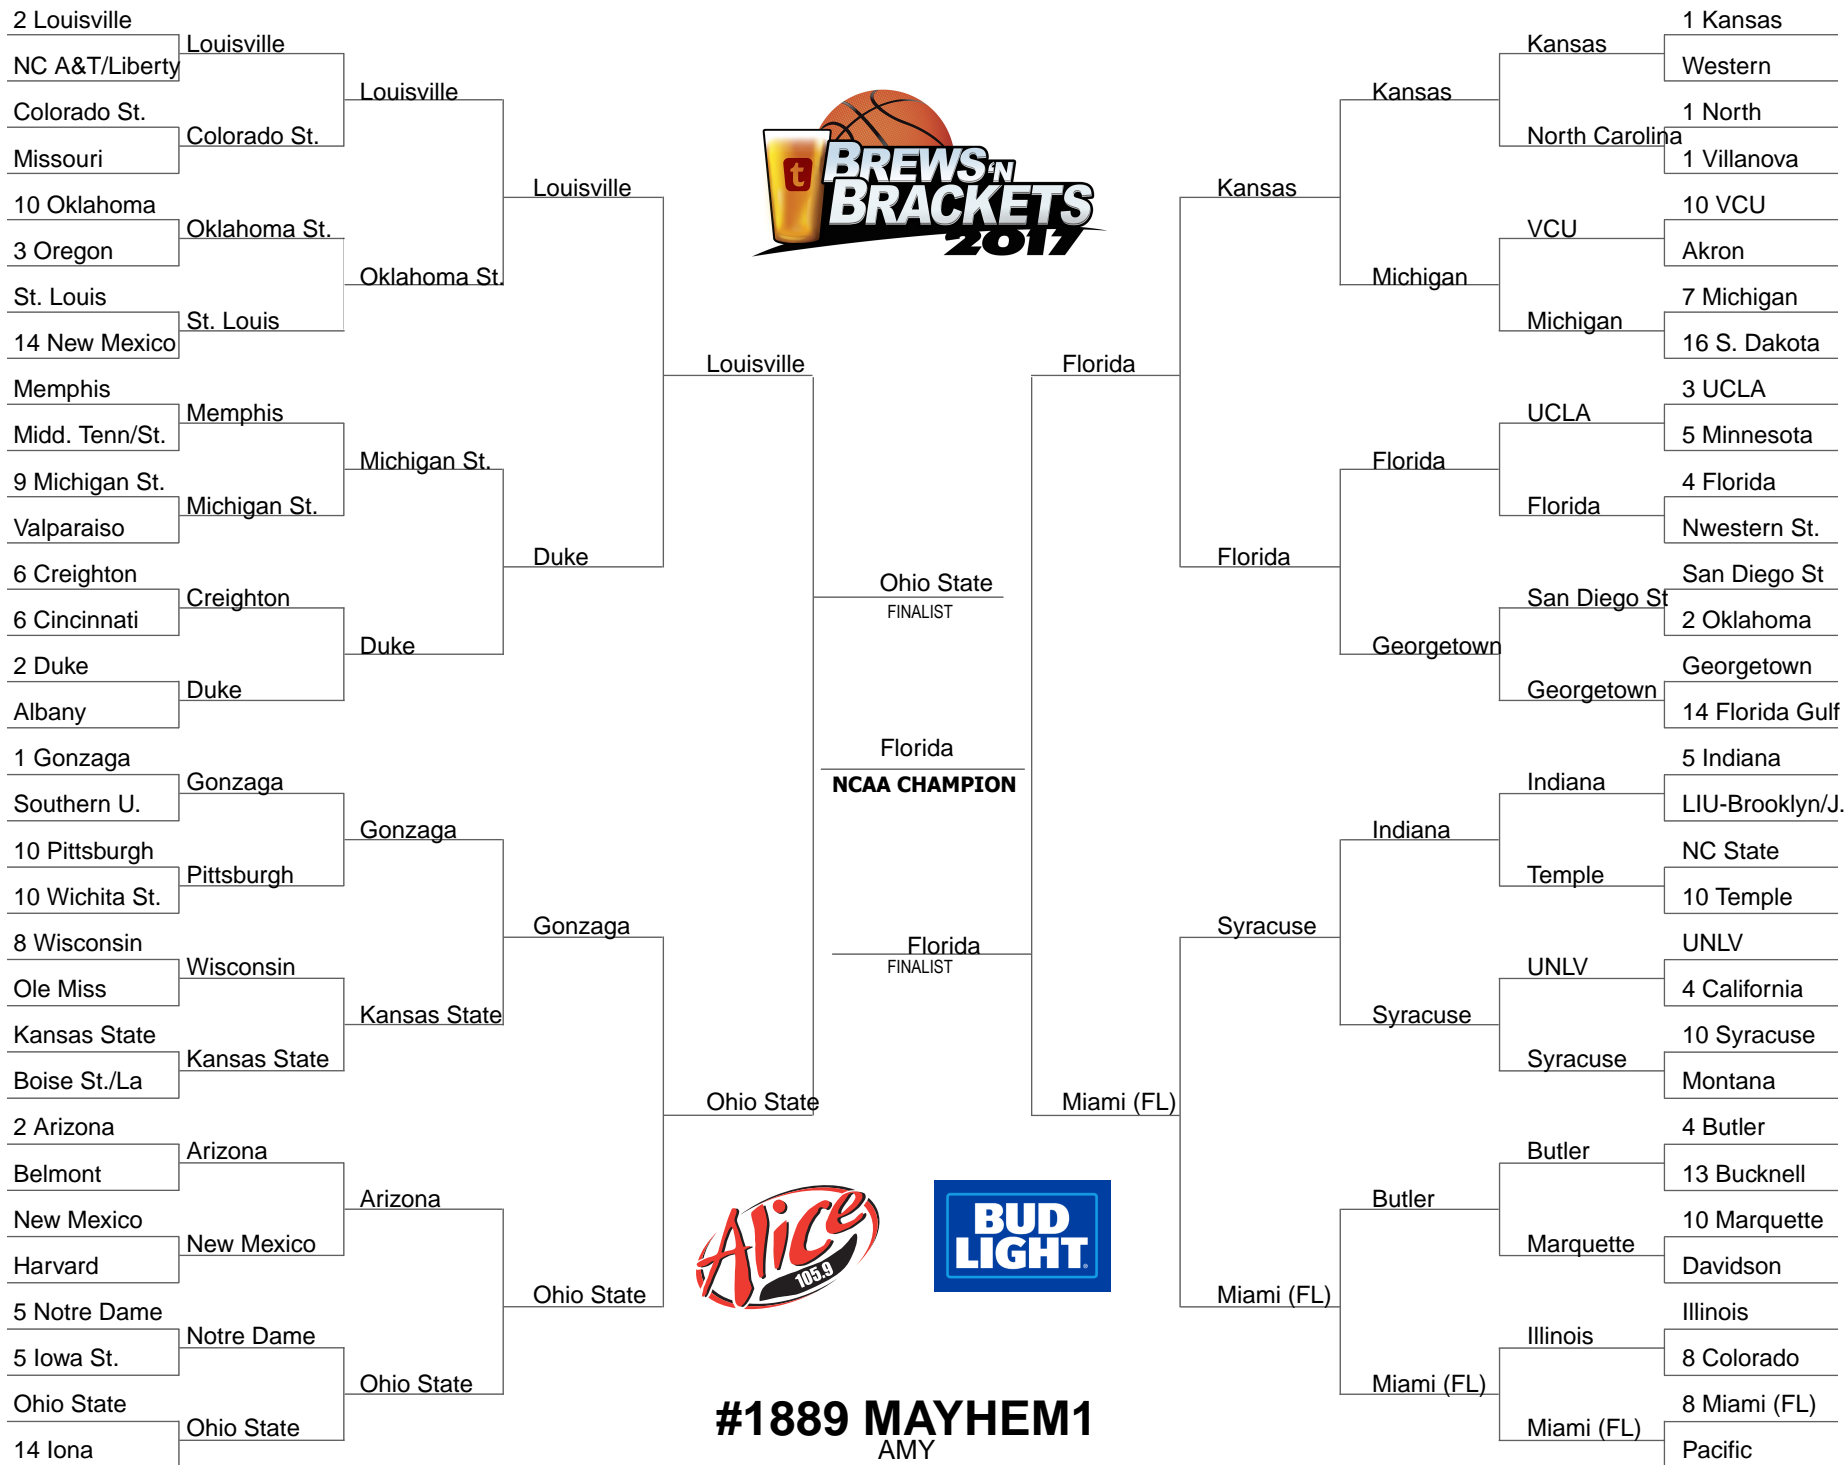 2 Louisville
NC A&T/Liberty
Colorado St.
Missouri
10 Oklahoma
3 Oregon
St. Louis
14 New Mexico
Memphis
Midd. Tenn/St.
9 Michigan St.
Valparaiso
6 Creighton
6 Cincinnati
2 Duke
Albany
1 Gonzaga
Southern U.
10 Pittsburgh
10 Wichita St.
8 Wisconsin
Ole Miss
Kansas State
Boise St./La
2 Arizona
Belmont
New Mexico
Harvard
5 Notre Dame
5 Iowa St.
Ohio State
14 Iona
Louisville
Colorado St.
Oklahoma St.
St. Louis
Memphis
Michigan St.
Creighton
Duke
Gonzaga
Pittsburgh
Wisconsin
Kansas State
Arizona
New Mexico
Notre Dame
Ohio State
Louisville
Oklahoma St.
Michigan St.
Duke
Gonzaga
Kansas State
Arizona
Ohio State
Louisville
Duke
Gonzaga
Ohio State
Louisville
Ohio State
t
BREWS 'N
BRACKETS
2017
Ohio State
FINALIST
Florida
NCAA CHAMPION
Florida
FINALIST
Alice
105.9
BUD
LIGHT
#1889 MAYHEM1
AMY
Florida
Miami (FL)
Kansas
Florida
Syracuse
Miami (FL)
Kansas
Michigan
Florida
Georgetown
Indiana
Syracuse
Butler
Miami (FL)
Kansas
North Carolina
VCU
Michigan
UCLA
Florida
San Diego St
Georgetown
Indiana
Temple
UNLV
Syracuse
Butler
Marquette
Illinois
Miami (FL)
1 Kansas
Western
1 North
1 Villanova
10 VCU
Akron
7 Michigan
16 S. Dakota
3 UCLA
5 Minnesota
4 Florida
Nwestern St.
San Diego St
2 Oklahoma
Georgetown
14 Florida Gulf
5 Indiana
LIU-Brooklyn/J.
NC State
10 Temple
UNLV
4 California
10 Syracuse
Montana
4 Butler
13 Bucknell
10 Marquette
Davidson
Illinois
8 Colorado
8 Miami (FL)
Pacific